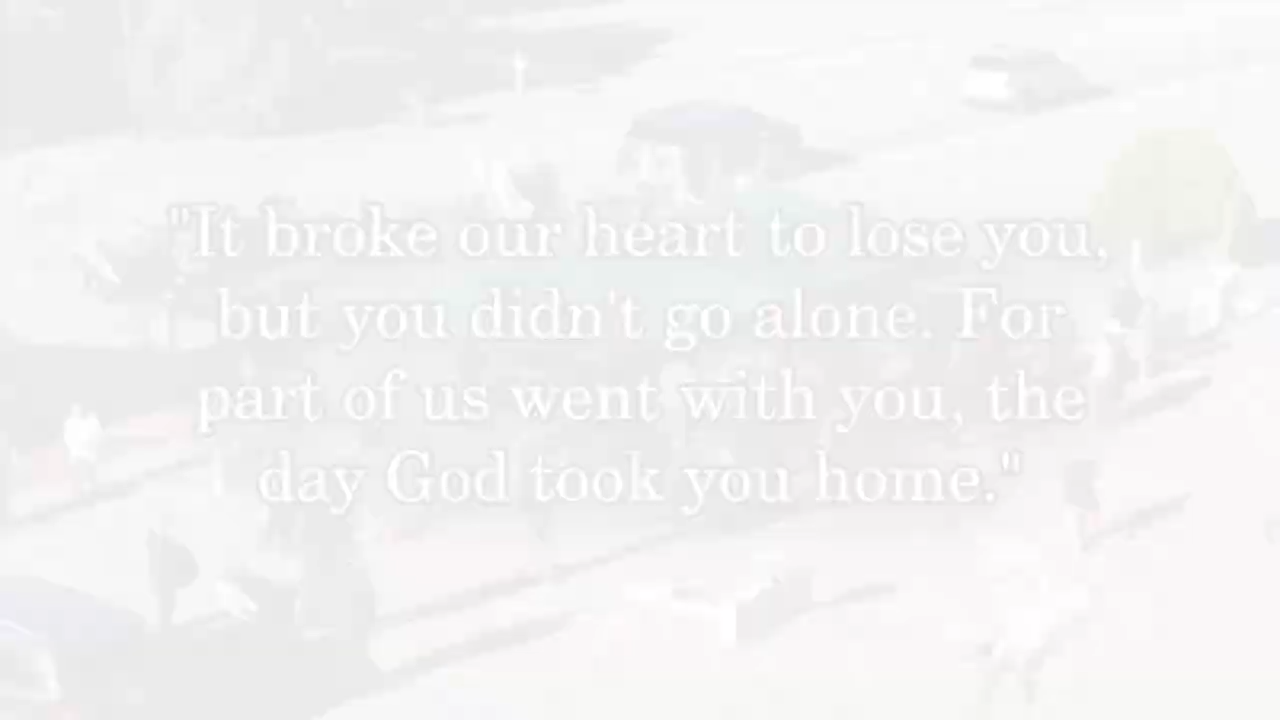 "It broke our heart to lose you,
but you didn't go alone. For
part of us went with you, the
day God took you home."